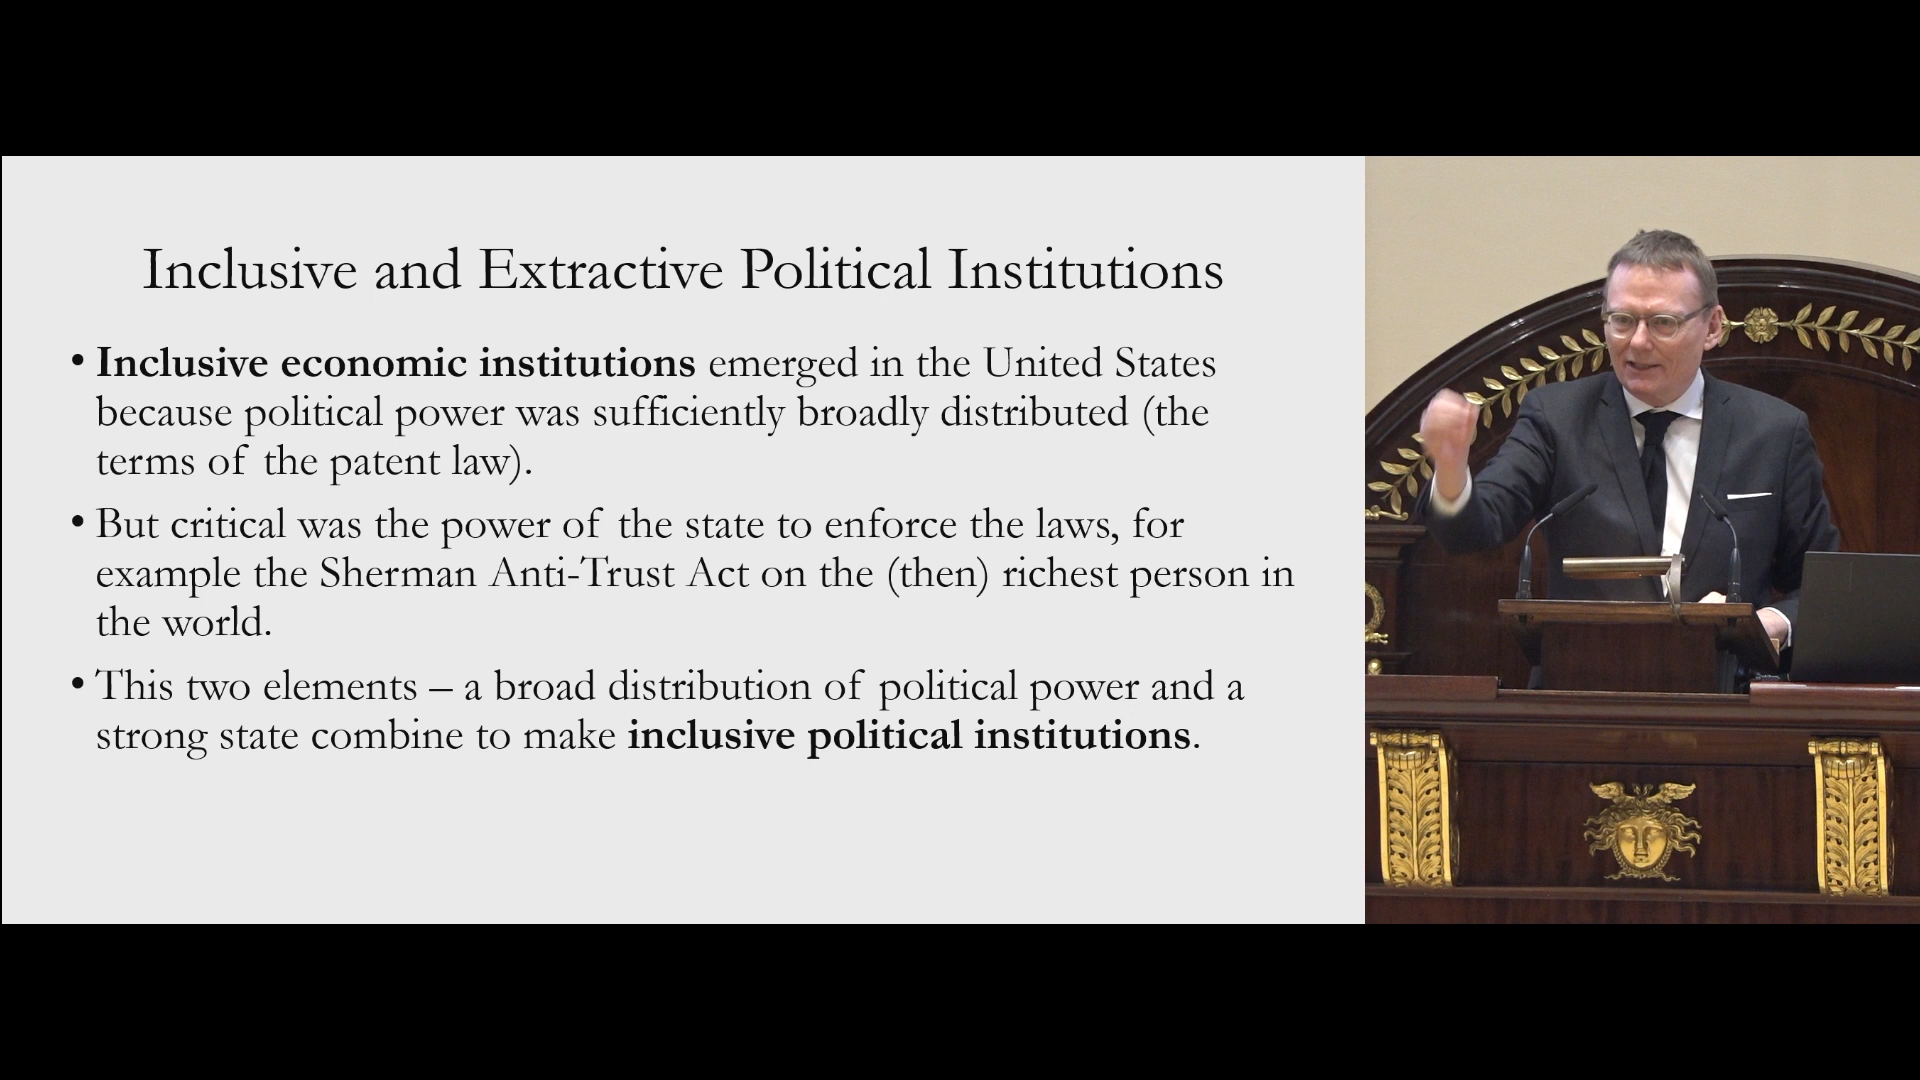 Inclusive and Extractive Political Institutions
• Inclusive economic institutions emerged in the United States
because political power was sufficiently broadly distributed (the
terms of the patent law).
• But critical was the power of the state to enforce the laws, for
example the Sherman Anti-Trust Act on the (then) richest person in
the world.
• This two elements – a broad distribution of political power and a
strong state combine to make inclusive political institutions.